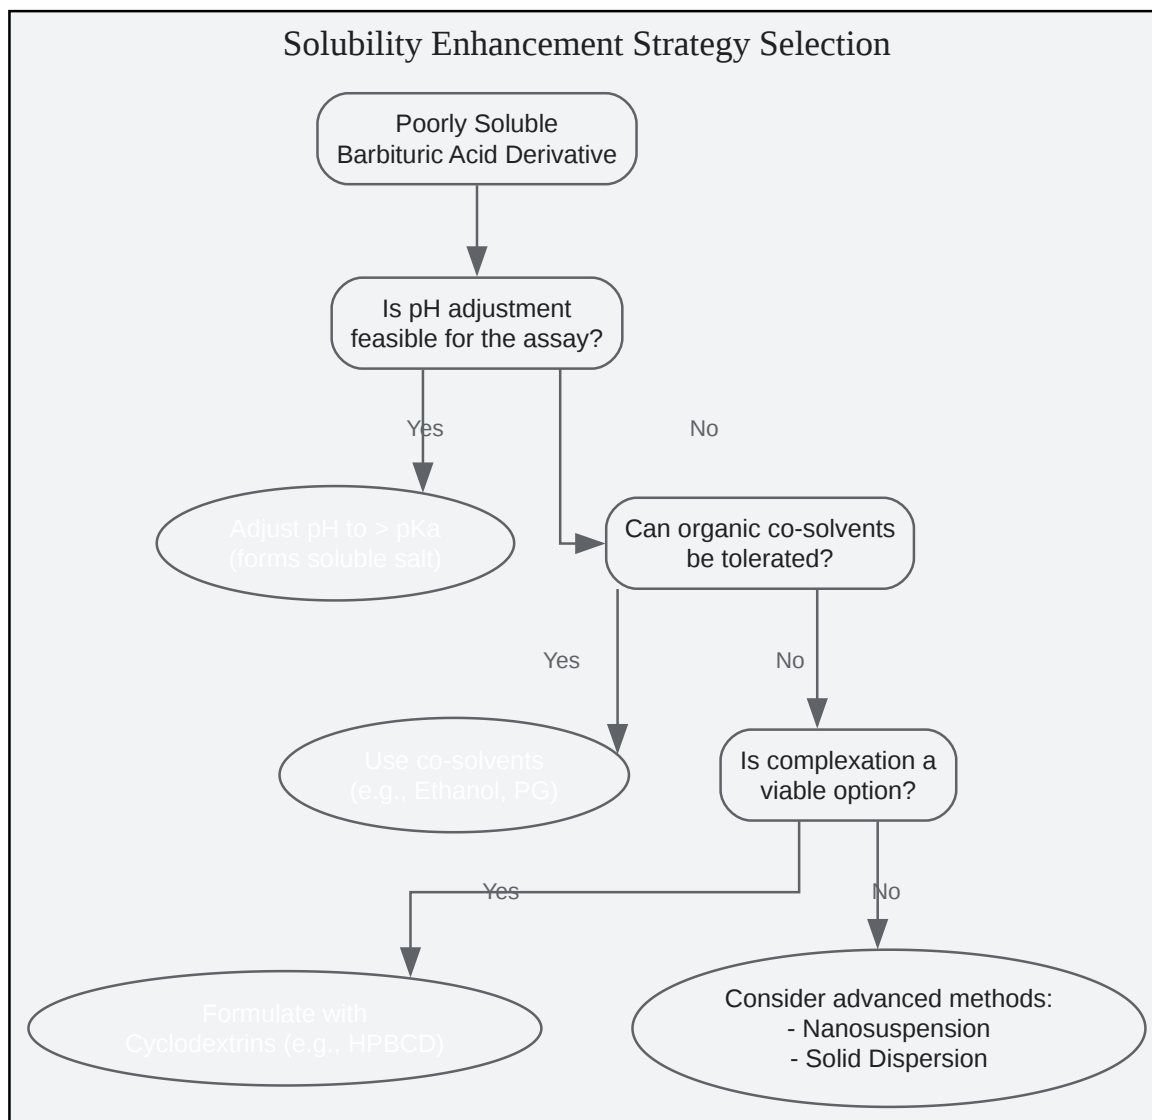 Solubility Enhancement Strategy Selection
Poorly Soluble
Barbituric Acid Derivative
Is pH adjustment
feasible for the assay?
Yes
No
Adjust pH to > pKa
(forms soluble salt)
Can organic co-solvents
be tolerated?
Yes
No
Use co-solvents
(e.g., Ethanol, PG)
Is complexation a
viable option?
Yes
No
Formulate with
Cyclodextrins (e.g., HPBCD)
Consider advanced methods:
- Nanosuspension
- Solid Dispersion